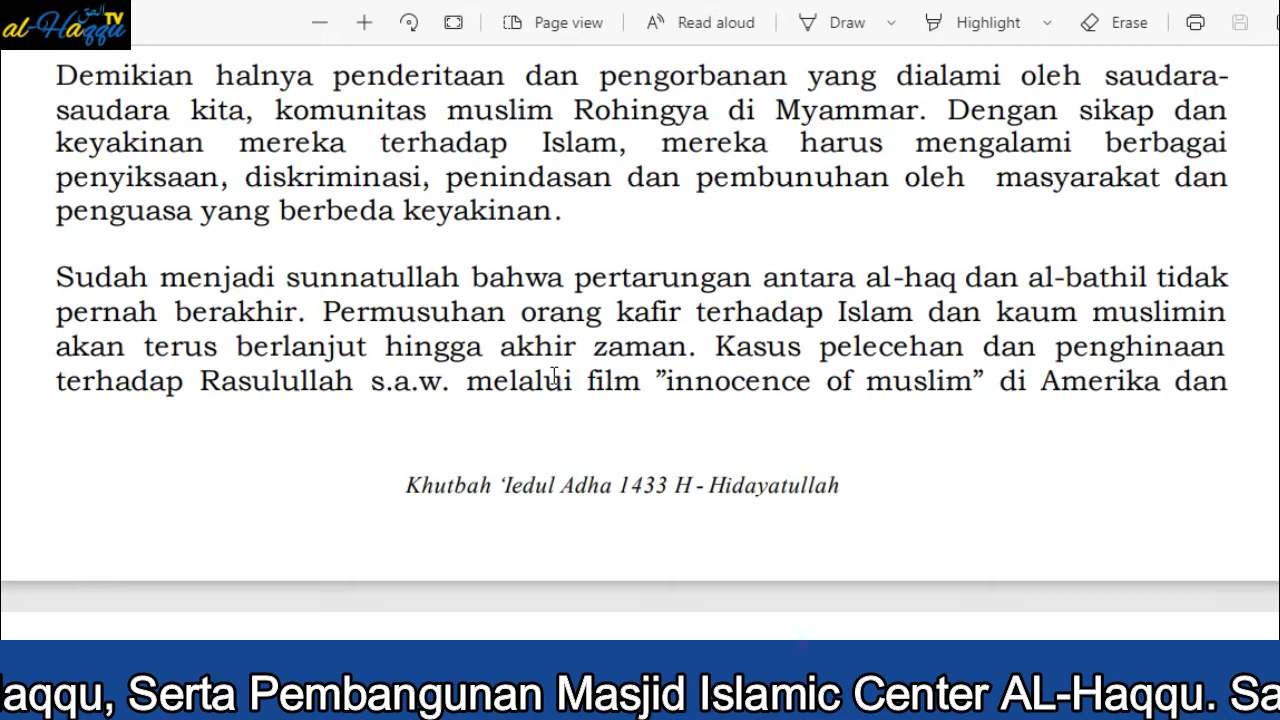 al-Haqqu TV
الحق
Page view Read aloud Draw Highlight Erase
Demikian halnya penderitaan dan pengorbanan yang dialami oleh saudara-
saudara kita, komunitas muslim Rohingya di Myammar. Dengan sikap dan
keyakinan mereka terhadap Islam, mereka harus mengalami berbagai
penyiksaan, diskriminasi, penindasan dan pembunuhan oleh masyarakat dan
penguasa yang berbeda keyakinan.
Sudah menjadi sunnatullah bahwa pertarungan antara al-haq dan al-bathil tidak
pernah berakhir. Permusuhan orang kafir terhadap Islam dan kaum muslimin
akan terus berlanjut hingga akhir zaman. Kasus pelecehan dan penghinaan
terhadap Rasulullah s.a.w. melalui film ”innocence of muslim” di Amerika dan
Khutbah ‘Iedul Adha 1433 H - Hidayatullah
Haqqu, Serta Pembangunan Masjid Islamic Center AL-Haqqu. Sa